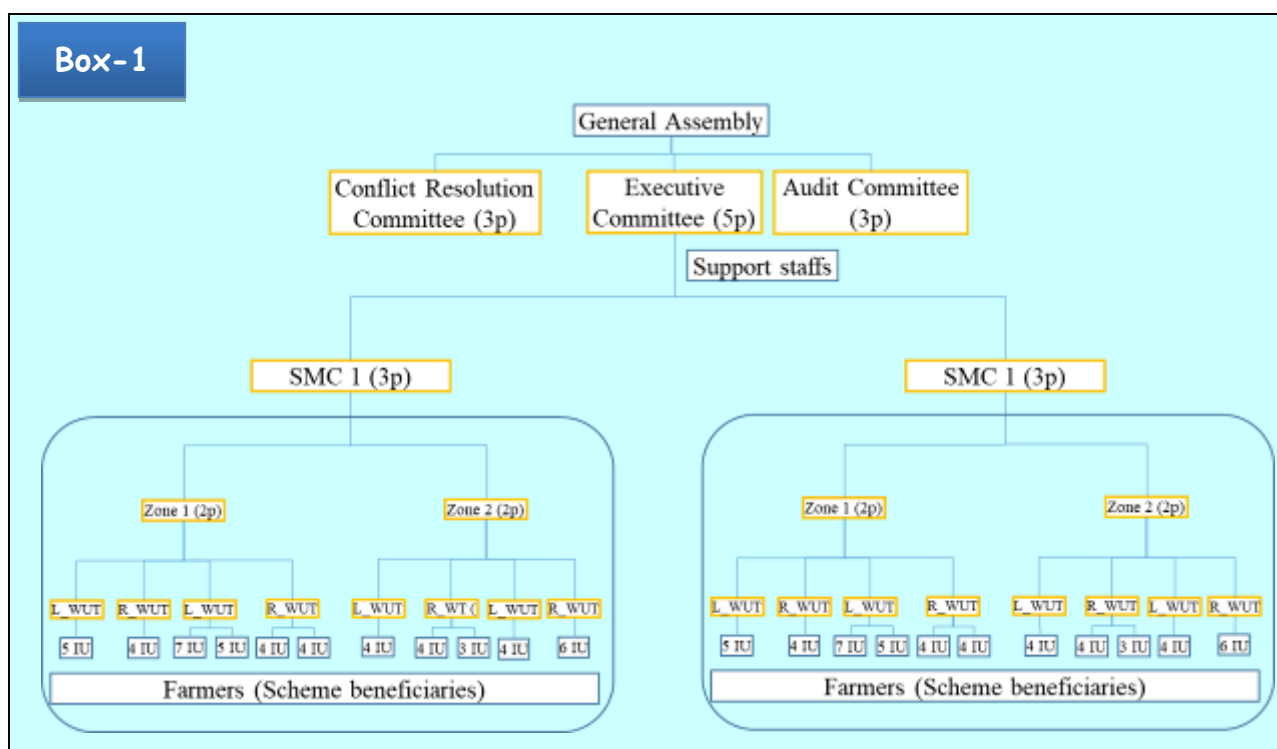 Box-1
General Assembly
Conflict Resolution
Committee (3p)
Executive
Committee (5p)
Audit Committee
(3p)
Support staffs
SMC 1 (3p)
SMC 1 (3p)
Zone 1 (2p)
Zone 2 (2p)
Zone 1 (2p)
Zone 2 (2p)
L_WUT
R_WUT
L_WUT
R_WUT
L_WUT
R_WT (
L_WUT
R_WUT
L_WUT
R_WUT
L_WUT
R_WUT
L_WUT
R_WUT
L_WUT
R_WUT
5 IU
4 IU
7 IU
5 IU
4 IU
4 IU
4 IU
4 IU
3 IU
4 IU
6 IU
5 IU
4 IU
7 IU
5 IU
4 IU
4 IU
4 IU
4 IU
3 IU
4 IU
6 IU
Farmers (Scheme beneficiaries)
Farmers (Scheme beneficiaries)